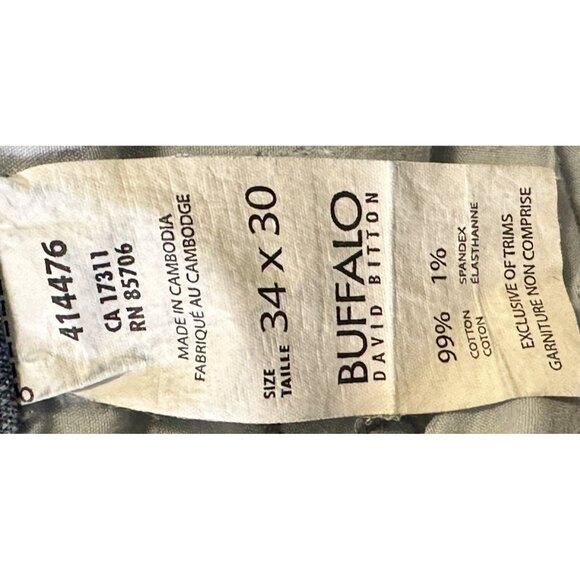 414476
CA 17311
RN 85706
MADE IN CAMBODIA
FABRIQUÉ AU CAMBODGE
SIZE
TAILLE 34 X 30
BUFFALO
DAVID BITTON
99% 1%
COTTON SPANDEX
COTON ÉLASTHANNE
EXCLUSIVE OF TRIMS
GARNITURE NON COMPRISE